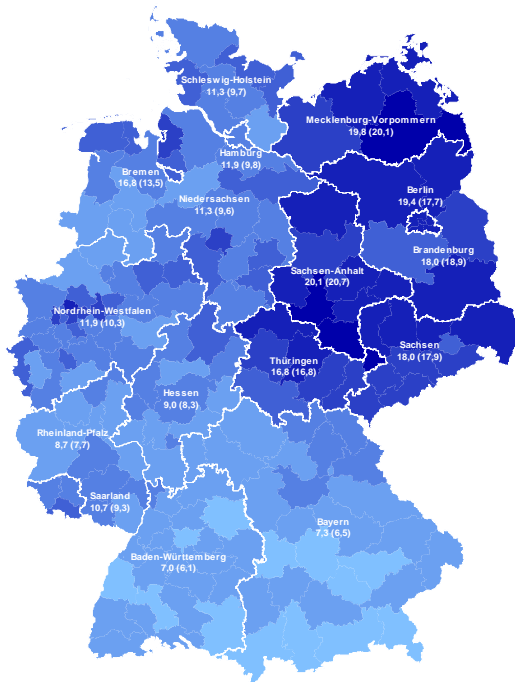 Schleswig-Holstein
11,3 (9,7)
Mecklenburg-Vorpommern
19,8 (20,1)
Hamburg
11,9 (9,8)
Bremen
16,8 (13,5)
Berlin
19,4 (17,7)
Niedersachsen
11,3 (9,6)
Brandenburg
18,0 (18,9)
Sachsen-Anhalt
20,1 (20,7)
Nordrhein-Westfalen
11,9 (10,3)
Sachsen
18,0 (17,9)
Thüringen
16,8 (16,8)
Hessen
9,0 (8,3)
Rheinland-Pfalz
8,7 (7,7)
Saarland
10,7 (9,3)
Bayern
7,3 (6,5)
Baden-Württemberg
7,0 (6,1)